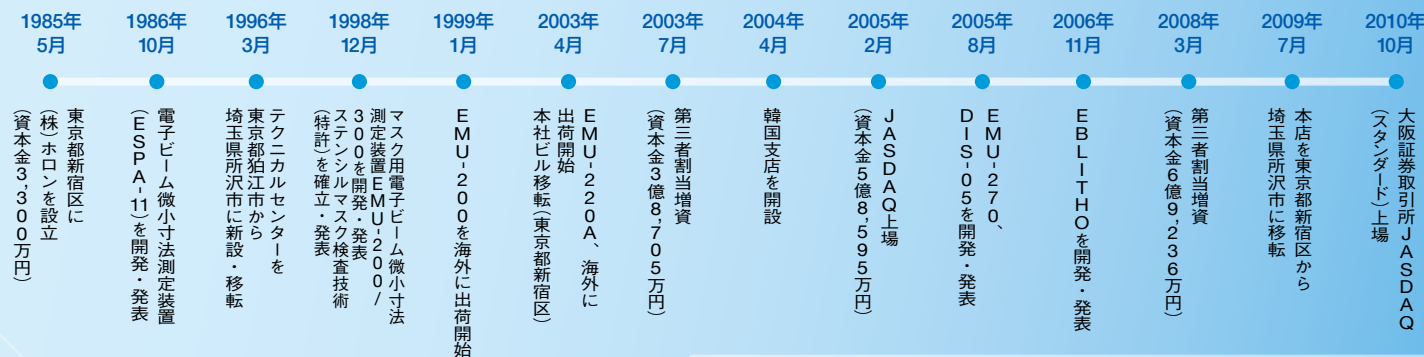 1985年
5月
東京都新宿区に
(株)ホロンを設立
(資本金3,300万円)
1986年
10月
電子ビーム微小寸法測定装置
(ESPA-11)を開発・発表
1996年
3月
テクニカルセンターを
東京都狛江市から
埼玉県所沢市に新設・移転
1998年
12月
マスク用電子ビーム微小寸法
測定装置EMU-200/
300を開発・発表
ステンシルマスク検査技術
(特許)を確立・発表
1999年
1月
EMU-200を海外に出荷開始
2003年
4月
EMU-220A、海外に
出荷開始
本社ビル移転(東京都新宿区)
2003年
7月
第三者割当増資
(資本金3億8,705万円)
2004年
4月
韓国支店を開設
2005年
2月
JASDAQ上場
(資本金5億8,595万円)
2005年
8月
EMU-270、
DIS-05を開発・発表
2006年
11月
EBLITHOを開発・発表
2008年
3月
第三者割当増資
(資本金6億9,236万円)
2009年
7月
本店を東京都新宿区から
埼玉県所沢市に移転
2010年
10月
大阪証券取引所JASDAQ
(スタンダード)上場